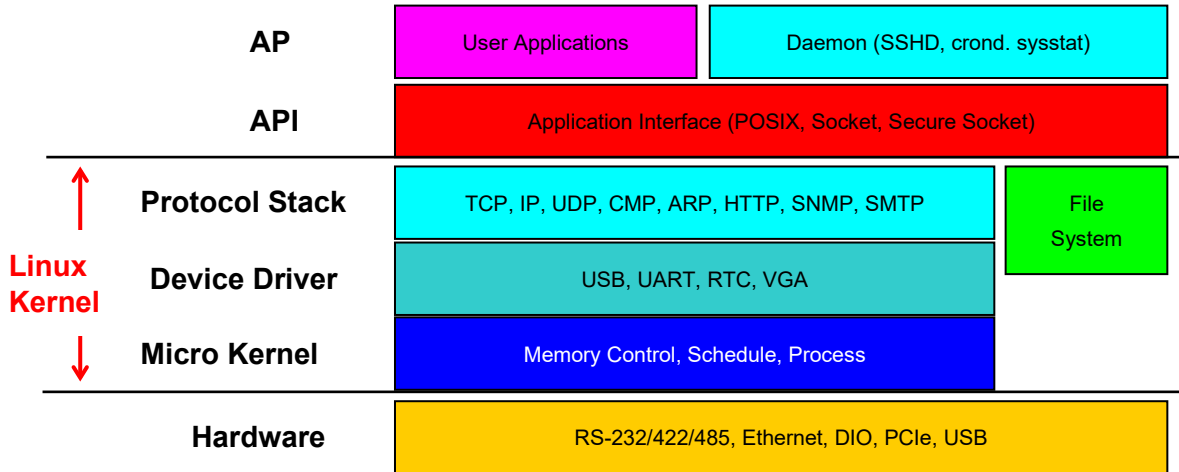 AP
User Applications
Daemon (SSHD, crond. sysstat)
API
Application Interface (POSIX, Socket, Secure Socket)
Protocol Stack
TCP, IP, UDP, CMP, ARP, HTTP, SNMP, SMTP
File
System
Linux
Kernel
Device Driver
USB, UART, RTC, VGA
Micro Kernel
Memory Control, Schedule, Process
Hardware
RS-232/422/485, Ethernet, DIO, PCIe, USB